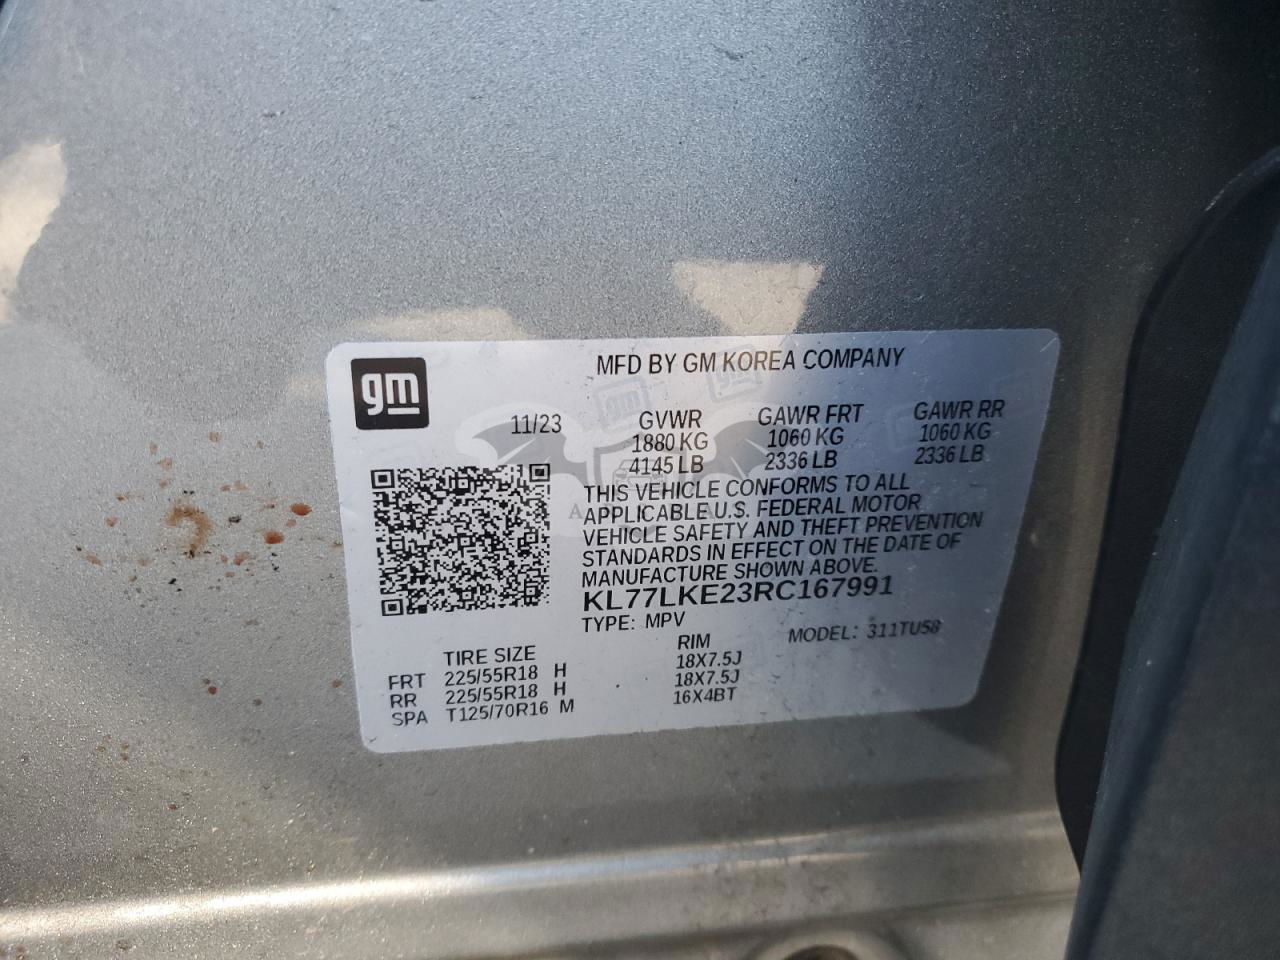 gm
MFD BY GM KOREA COMPANY
11/23
GVWR GAWR FRT GAWR RR
1880 KG 1060 KG 1060 KG
4145 LB 2336 LB 2336 LB
THIS VEHICLE CONFORMS TO ALL
APPLICABLE U.S. FEDERAL MOTOR
VEHICLE SAFETY AND THEFT PREVENTION
STANDARDS IN EFFECT ON THE DATE OF
MANUFACTURE SHOWN ABOVE.
KL77LKE23RC167991
TYPE: MPV MODEL: 311TU58
TIRE SIZE RIM
FRT 225/55R18 H 18X7.5J
RR 225/55R18 H 18X7.5J
SPA T125/70R16 M 16X4BT